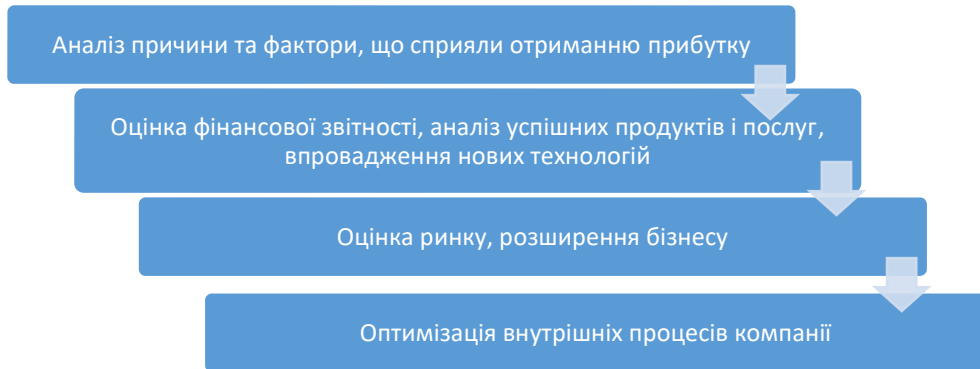 Аналіз причини та фактори, що сприяли отриманню прибутку
Оцінка фінансової звітності, аналіз успішних продуктів і послуг,
впровадження нових технологій
Оцінка ринку, розширення бізнесу
Оптимізація внутрішніх процесів компанії